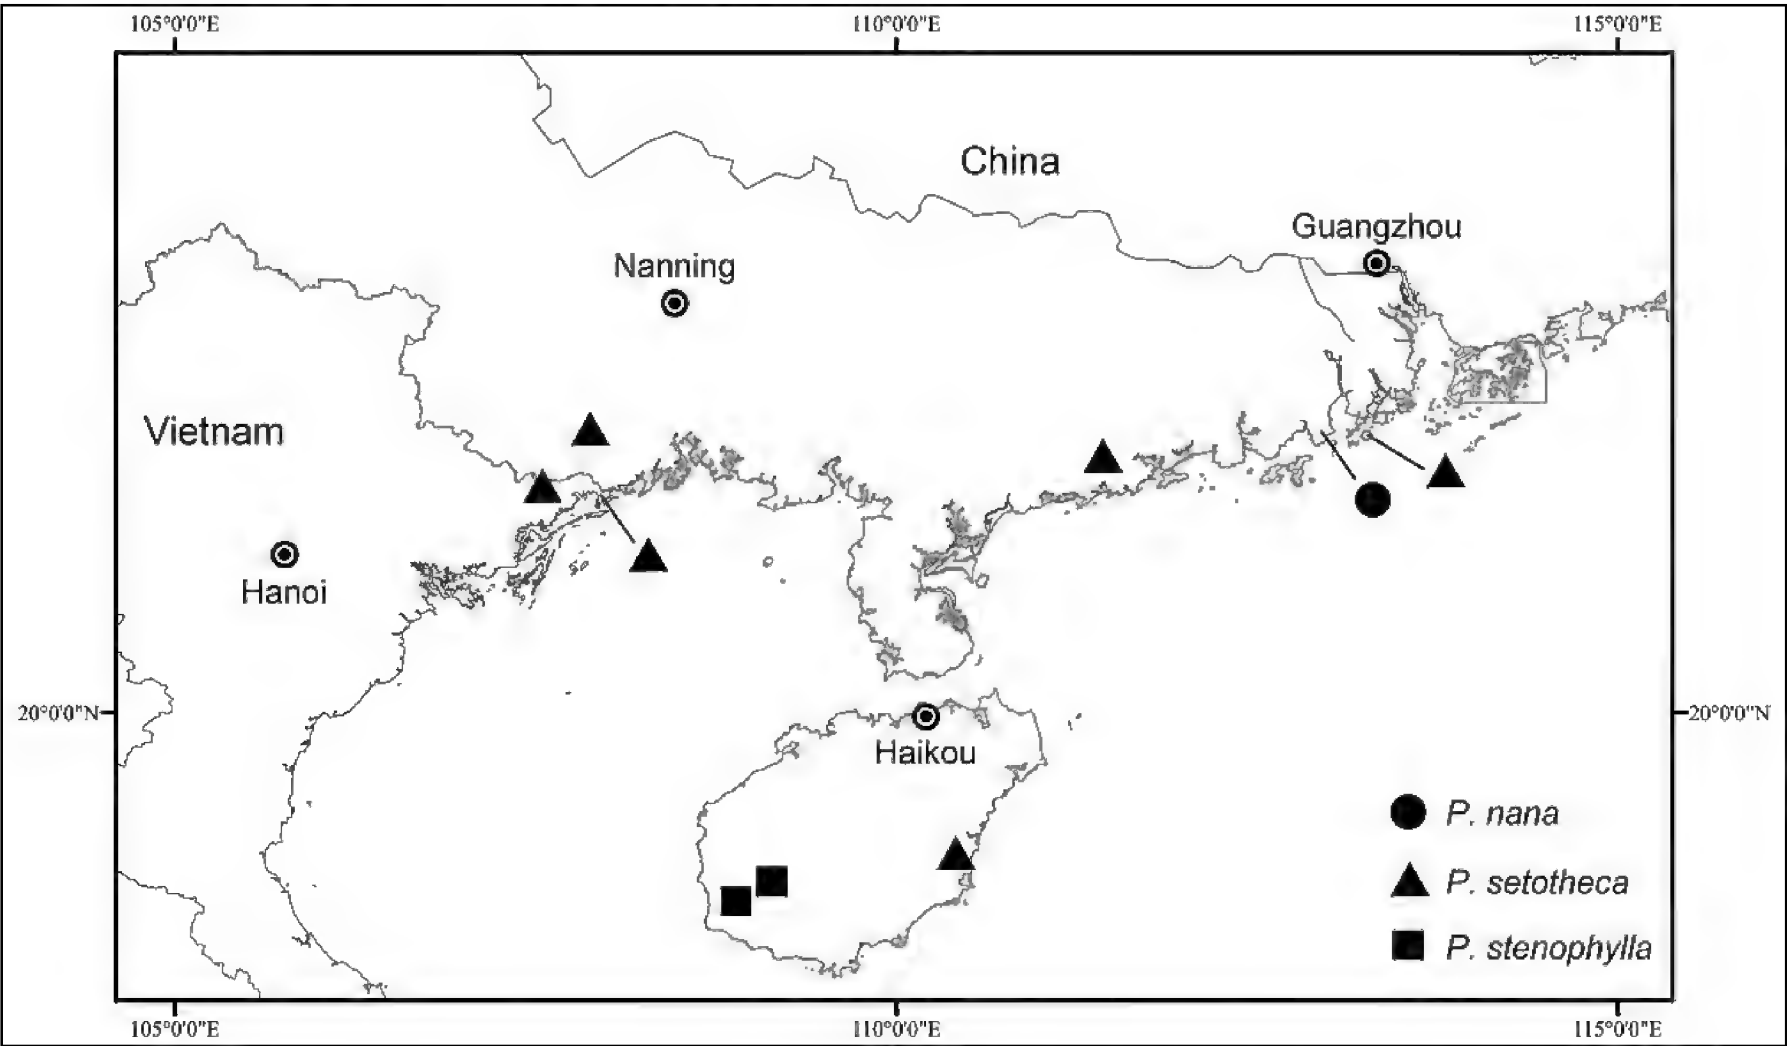 105°0'0"E 110°0'0"E 115°0'0"E
China
Guangzhou
Nanning
Vietnam
Hanoi
20°0'0"N 20°0'0"N
Haikou
P. nana
P. setotheca
P. stenophylla
105°0'0"E 110°0'0"E 115°0'0"E